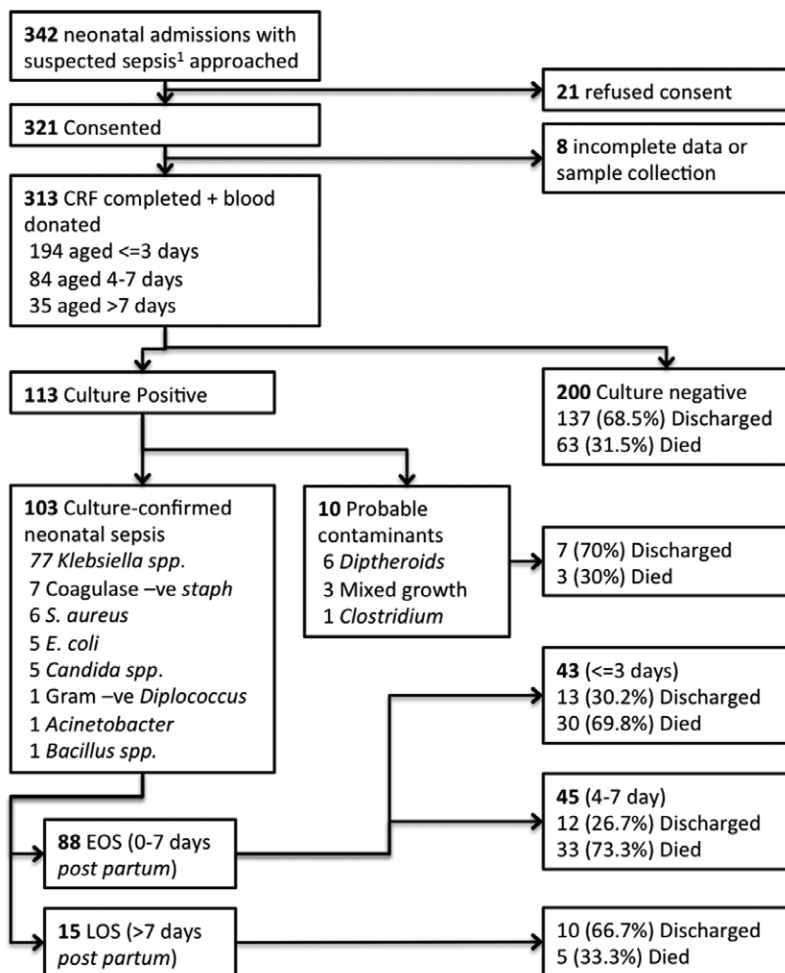 342 neonatal admissions with
suspected sepsis¹ approached
21 refused consent
321 Consented
8 incomplete data or
sample collection
313 CRF completed + blood
donated
194 aged <=3 days
84 aged 4-7 days
35 aged >7 days
113 Culture Positive
200 Culture negative
137 (68.5%) Discharged
63 (31.5%) Died
103 Culture-confirmed
neonatal sepsis
77 Klebsiella spp.
7 Coagulase –ve staph
6 S. aureus
5 E. coli
5 Candida spp.
1 Gram –ve Diplococcus
1 Acinetobacter
1 Bacillus spp.
10 Probable
contaminants
6 Diptheroids
3 Mixed growth
1 Clostridium
7 (70%) Discharged
3 (30%) Died
43 (<=3 days)
13 (30.2%) Discharged
30 (69.8%) Died
45 (4-7 day)
12 (26.7%) Discharged
33 (73.3%) Died
88 EOS (0-7 days
post partum)
15 LOS (>7 days
post partum)
10 (66.7%) Discharged
5 (33.3%) Died